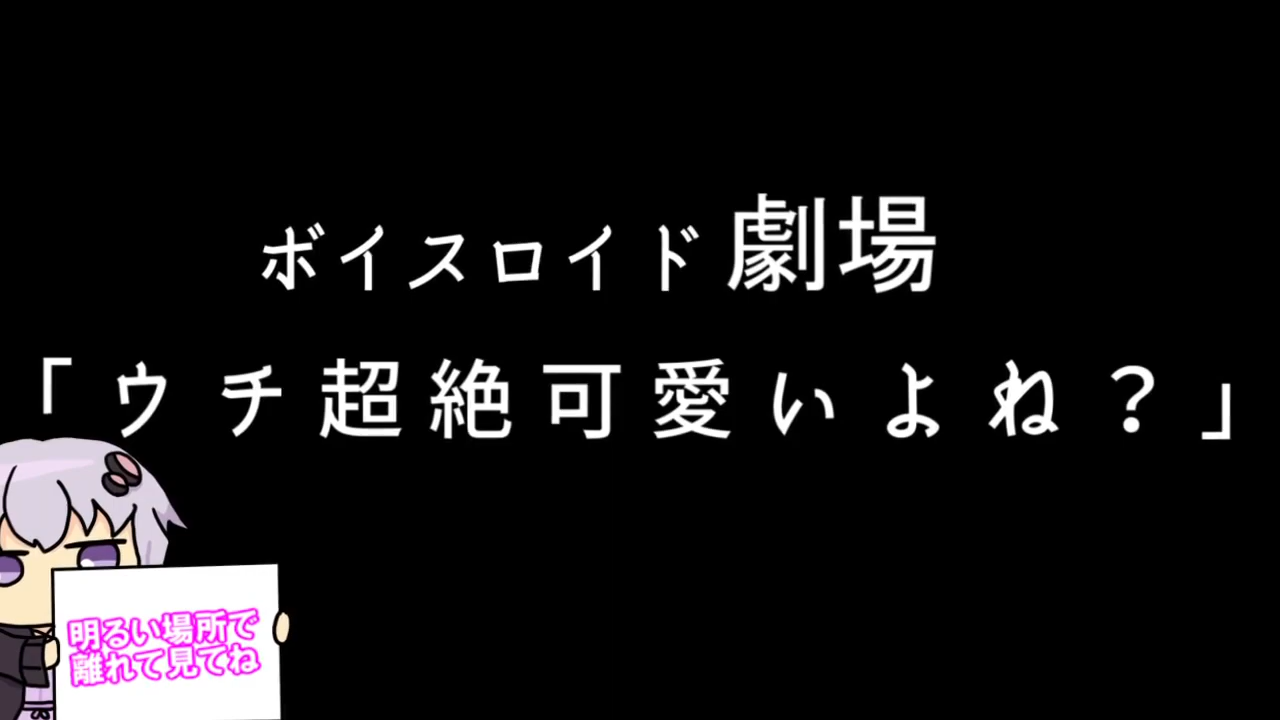 ボイスロイド劇場
「ウチ超絶可愛いよね？」
明るい場所で
離れて見てね